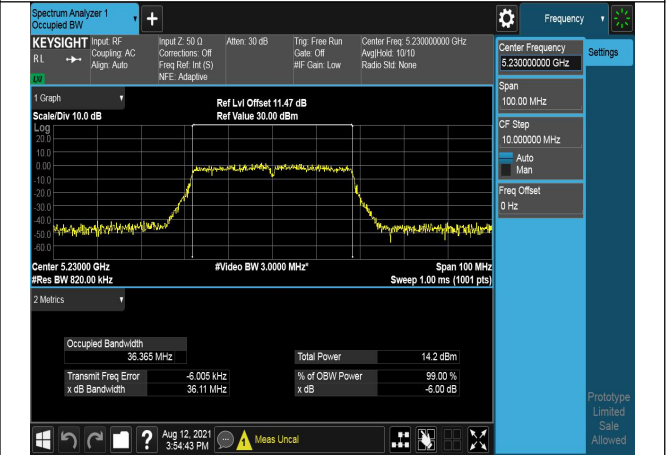 Spectrum Analyzer 1
Occupied BW
+
Frequency
KEYSIGHT
Input: RF
Coupling: AC
Align: Auto
Input Z: 50 Ω
Corrections: Off
Freq Ref: Int (S)
NFE: Adaptive
Atten: 30 dB
Trig: Free Run
Gate: Off
#IF Gain: Low
Center Freq: 5.230000000 GHz
Avg|Hold: 10/10
Radio Std: None
R L
1 Graph
Scale/Div 10.0 dB
Ref Lvl Offset 11.47 dB
Ref Value 30.00 dBm
Log
20.0
10.0
0.00
-10.0
-20.0
-30.0
-40.0
-50.0
-60.0
Center 5.23000 GHz
#Video BW 3.0000 MHz*
Span 100 MHz
#Res BW 820.00 kHz
Sweep 1.00 ms (1001 pts)
2 Metrics
Occupied Bandwidth
36.365 MHz
Total Power 14.2 dBm
Transmit Freq Error -6.005 kHz
% of OBW Power 99.00 %
x dB Bandwidth 36.11 MHz
x dB -6.00 dB
Aug 12, 2021
3:54:43 PM
Meas Uncal
Center Frequency
5.230000000 GHz
Settings
Span
100.00 MHz
CF Step
10.000000 MHz
Auto
Man
Freq Offset
0 Hz
Prototype
Limited
Sale
Allowed